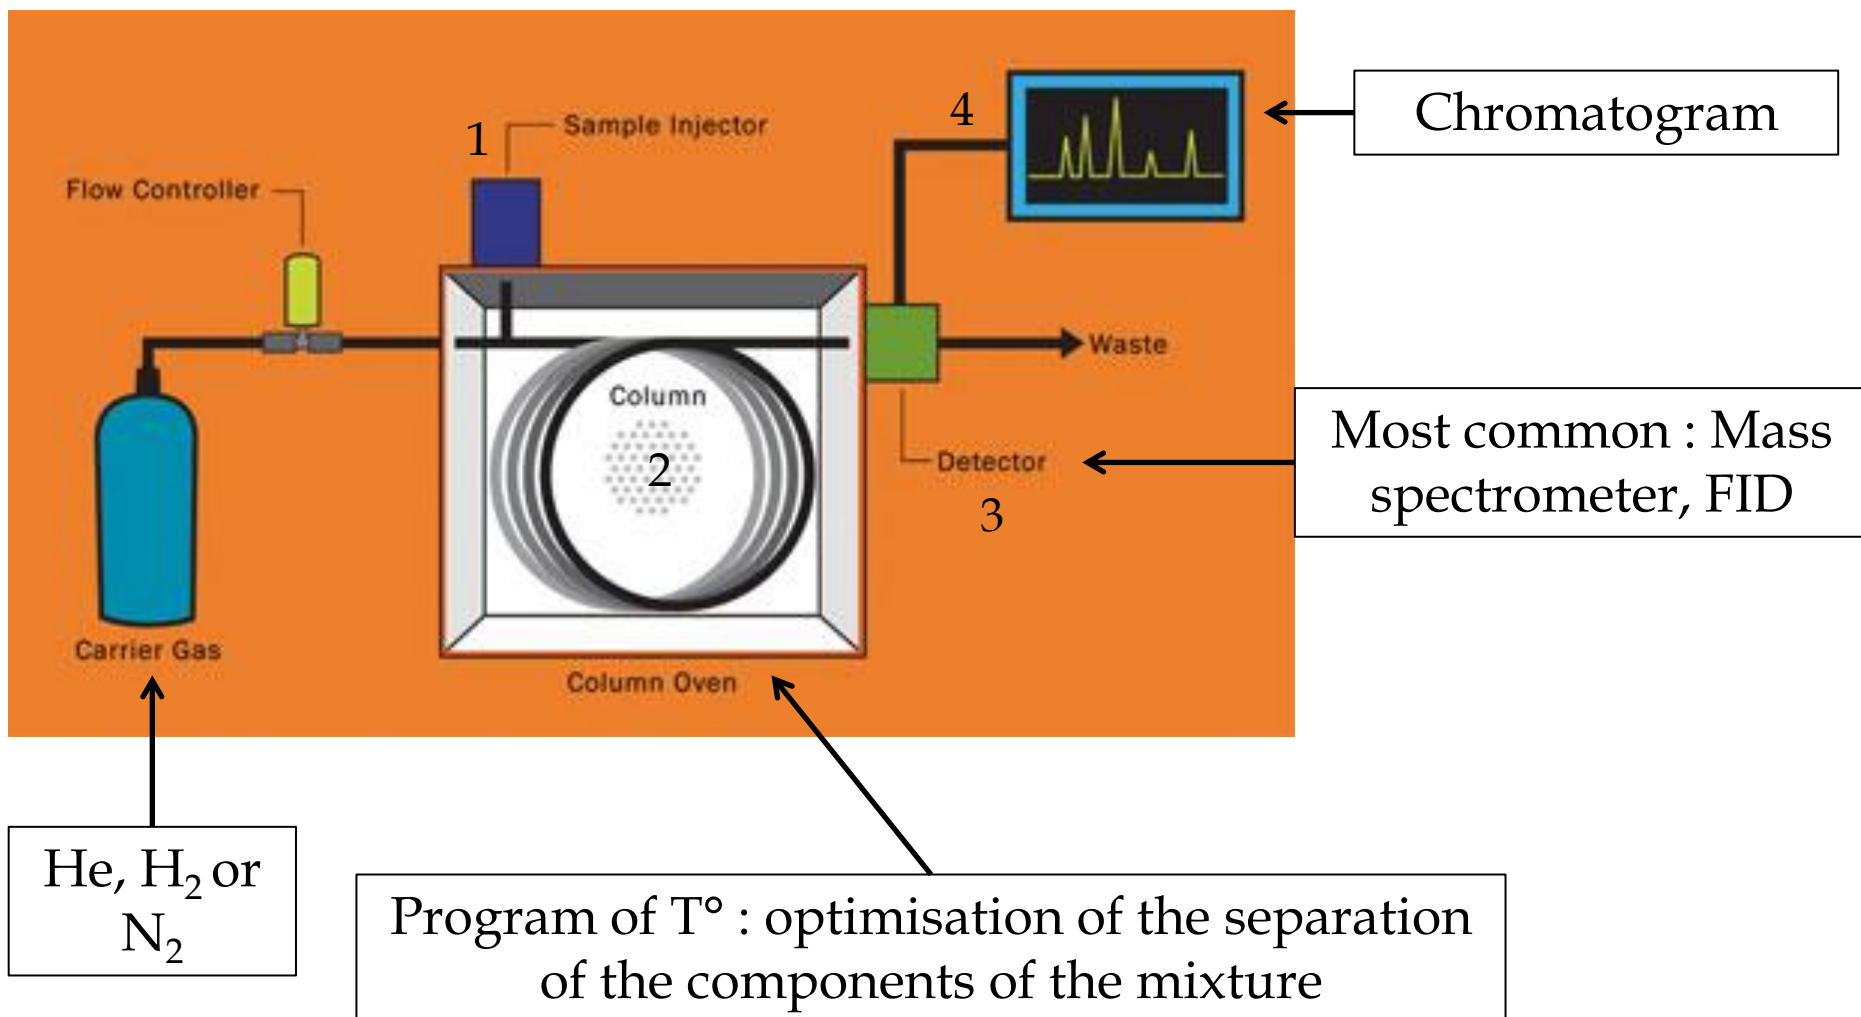 1
Sample Injector
4
Chromatogram
Flow Controller
Waste
Column
2
Most common : Mass
spectrometer, FID
Detector
3
Carrier Gas
Column Oven
He, H₂ or
N₂
Program of T° : optimisation of the separation
of the components of the mixture